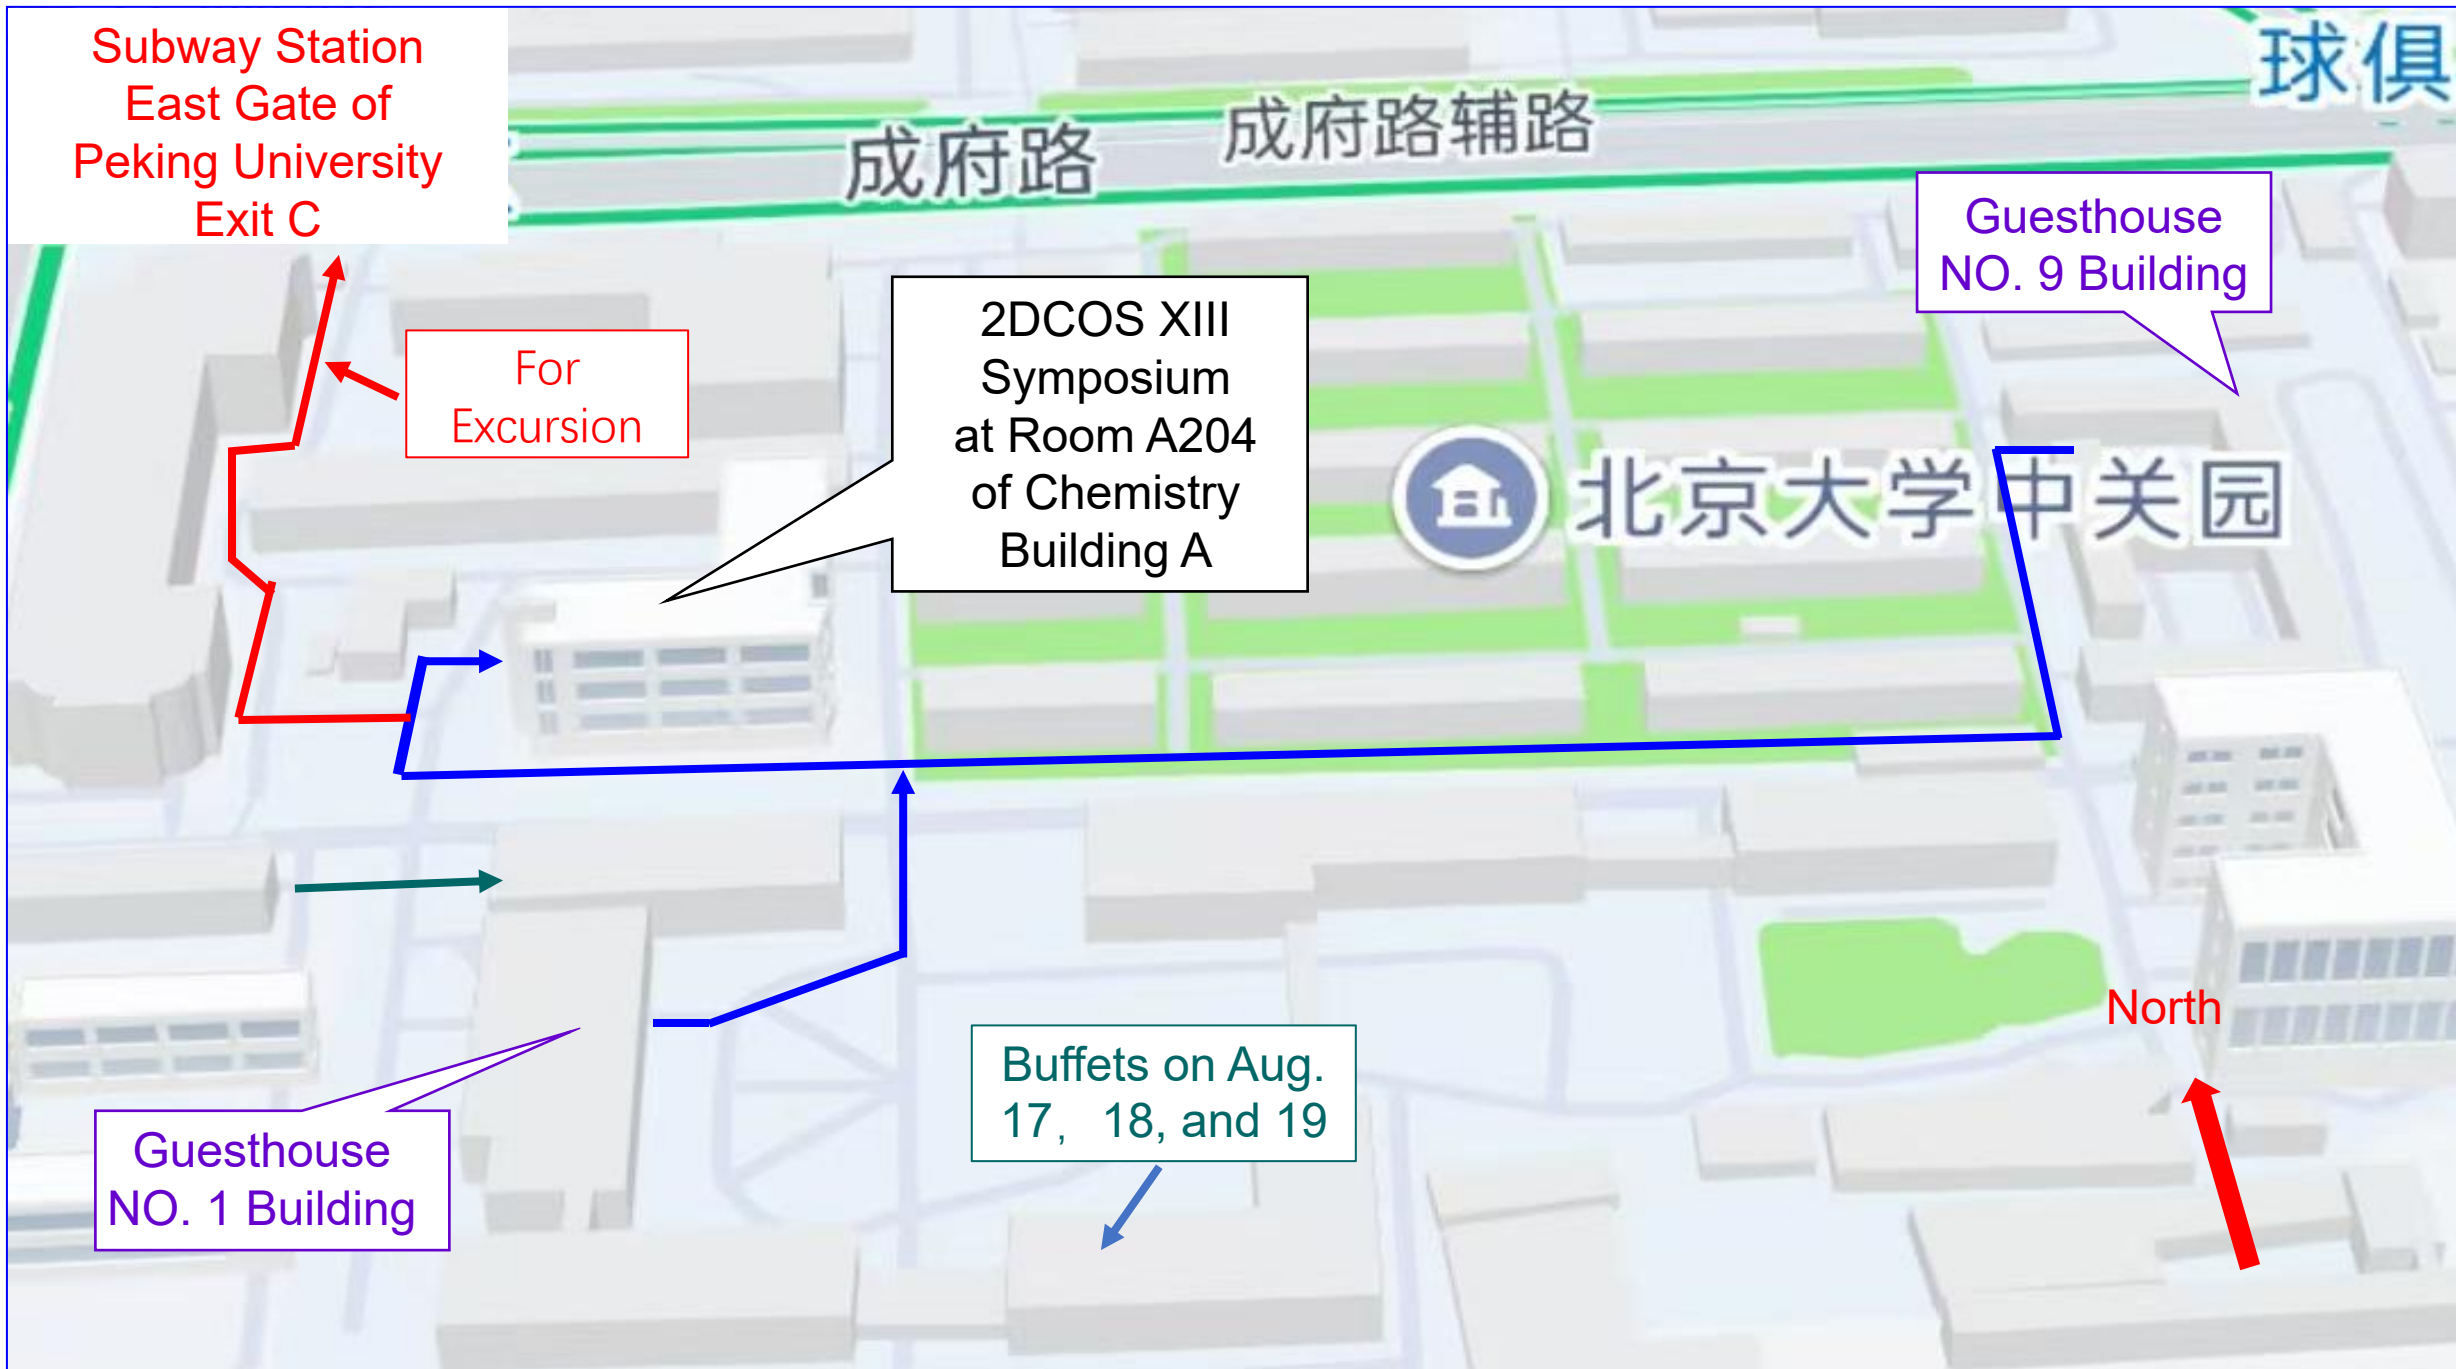 Subway Station
East Gate of
Peking University
Exit C
球俱
成府路
成府路辅路
Guesthouse
NO. 9 Building
2DCOS XIII
Symposium
at Room A204
of Chemistry
Building A
For
Excursion
北京大学中关园
North
Buffets on Aug.
17, 18, and 19
Guesthouse
NO. 1 Building